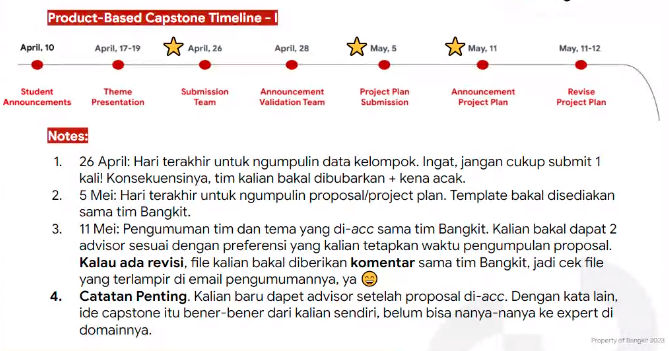 Product-Based Capstone Timeline - I
April, 10
April, 17-19
April, 26
April, 28
May, 5
May, 11
May, 11-12
Student
Announcements
Theme
Presentation
Submission
Team
Announcement
Validation Team
Project Plan
Submission
Announcement
Project Plan
Revise
Project Plan
Notes:
1. 26 April: Hari terakhir untuk ngumpulin data kelompok. Ingat, jangan cukup submit 1
kali! Konsekuensinya, tim kalian bakal dibubarkan + kena acak.
2. 5 Mei: Hari terakhir untuk ngumpulin proposal/project plan. Template bakal disediakan
sama tim Bangkit.
3. 11 Mei: Pengumuman tim dan tema yang di-acc sama tim Bangkit. Kalian bakal dapat 2
advisor sesuai dengan preferensi yang kalian tetapkan waktu pengumpulan proposal.
Kalau ada revisi, file kalian bakal diberikan komentar sama tim Bangkit, jadi cek file
yang terlampir di email pengumumannya, ya 😄
4. Catatan Penting. Kalian baru dapet advisor setelah proposal di-acc. Dengan kata lain,
ide capstone itu bener-bener dari kalian sendiri, belum bisa nanya-nanya ke expert di
domainnya.
Property of Bangkit 2023